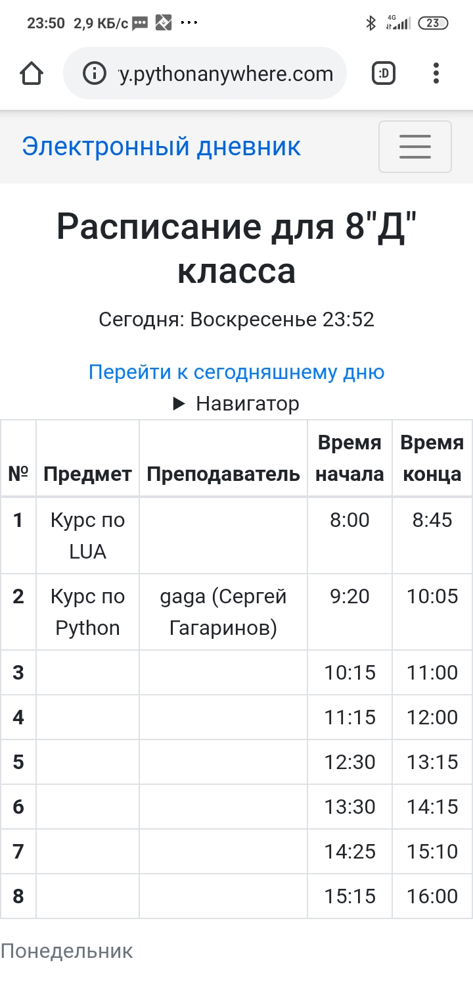 23:50 2,9 КБ/с ... 4G 23
y.pythonanywhere.com :D
Электронный дневник
Расписание для 8"Д"
класса
Сегодня: Воскресенье 23:52
Перейти к сегодняшнему дню
▶ Навигатор
Время Время
№ Предмет Преподаватель начала конца
1 Курс по 8:00 8:45
LUA
2 Курс по gaga (Сергей 9:20 10:05
Python Гагаринов)
3 10:15 11:00
4 11:15 12:00
5 12:30 13:15
6 13:30 14:15
7 14:25 15:10
8 15:15 16:00
Понедельник